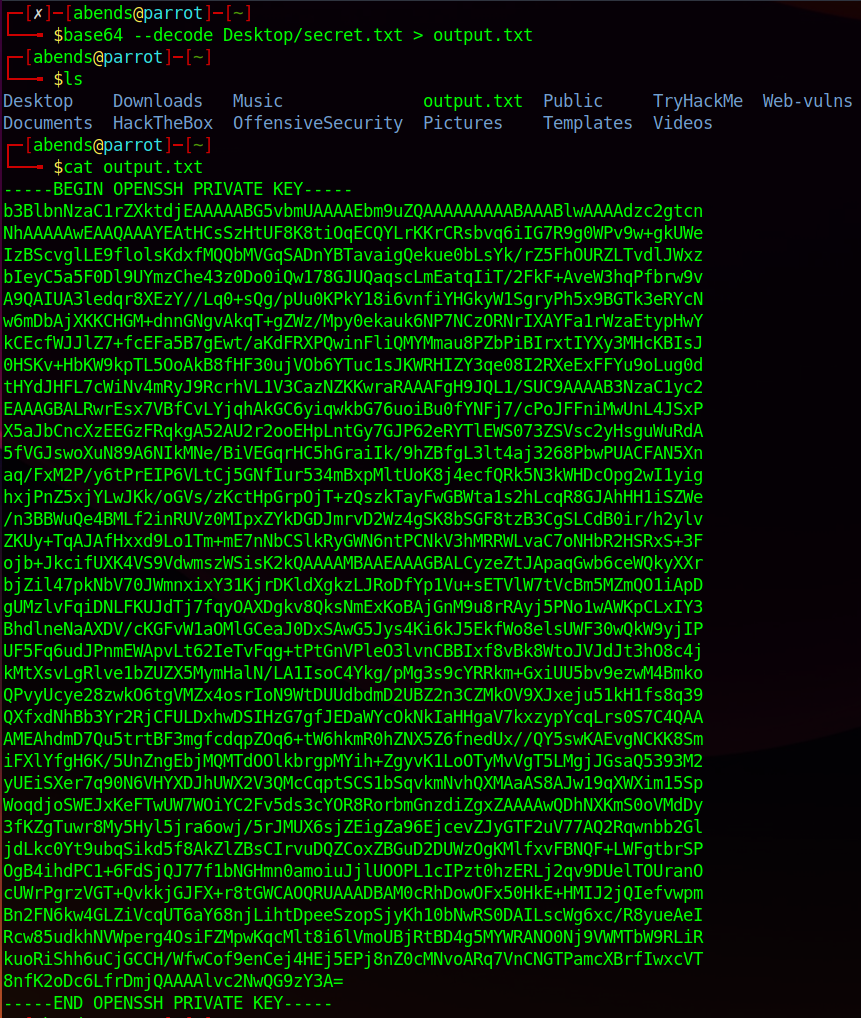 ┌─[✗]─[abends@parrot]─[~]
└──╼ $base64 --decode Desktop/secret.txt > output.txt
┌─[abends@parrot]─[~]
└──╼ $ls
Desktop Downloads Music output.txt Public TryHackMe Web-vulns
Documents HackTheBox OffensiveSecurity Pictures Templates Videos
┌─[abends@parrot]─[~]
└──╼ $cat output.txt
-----BEGIN OPENSSH PRIVATE KEY-----
b3BlbnNzaC1rZXktdjEAAAAABG5vbmUAAAAEbm9uZQAAAAAAAAABAAABlwAAAAdzc2gtcn
NhAAAAAwEAAQAAAYEAtHCsSzHtUF8K8tiOqECQYLrKKrCRsbvq6iIG7R9g0WPv9w+gkUWe
IzBScvglLE9flolsKdxfMQQbMVGqSADnYBTavaigQekue0bLsYk/rZ5FhOURZLTvdlJWxz
bIeyC5a5F0Dl9UYmzChe43z0Do0iQw178GJUQaqscLmEatqIiT/2FkF+AveW3hqPfbrw9v
A9QAIUA3ledqr8XEzY//Lq0+sQg/pUu0KPkY18i6vnfiYHGkyW1SgryPh5x9BGTk3eRYcN
w6mDbAjXKKCHGM+dnnGNgvAkqT+gZWz/Mpy0ekauk6NP7NCzORNrIXAYFa1rWzaEtypHwY
kCEcfWJJlZ7+fcEFa5B7gEwt/aKdFRXPQwinFliQMYMmau8PZbPiBIrxtIYXy3MHcKBIsJ
0HSKv+HbKW9kpTL5OoAkB8fHF30ujVOb6YTuc1sJKWRHIZY3qe08I2RXeExFFYu9oLug0d
tHYdJHFL7cWiNv4mRyJ9RcrhVL1V3CazNZKKwraRAAAFgH9JQL1/SUC9AAAAB3NzaC1yc2
EAAAGBALRwrEsx7VBfCvLYjqhAkGC6yiqwkbG76uoiBu0fYNFj7/cPoJFFniMwUnL4JSxP
X5aJbCncXzEEGzFRqkgA52AU2r2ooEHpLntGy7GJP62eRYTlEWS073ZSVsc2yHsguWuRdA
5fVGJswoXuN89A6NIkMNe/BiVEGqrHC5hGraiIk/9hZBfgL3lt4aj3268PbwPUACFAN5Xn
aq/FxM2P/y6tPrEIP6VLtCj5GNfIur534mBxpMltUoK8j4ecfQRk5N3kWHDcOpg2wI1yig
hxjPnZ5xjYLwJKk/oGVs/zKctHpGrpOjT+zQszkTayFwGBWta1s2hLcqR8GJAhHH1iSZWe
/n3BBWuQe4BMLf2inRUVz0MIpxZYkDGDJmrvD2Wz4gSK8bSGF8tzB3CgSLCdB0ir/h2ylv
ZKUy+TqAJAfHxxd9Lo1Tm+mE7nNbCSlkRyGWN6ntPCNkV3hMRRWLvaC7oNHbR2HSRxS+3F
ojb+JkcifUXK4VS9VdwmszWSisK2kQAAAAMBAAEAAAGBALCyzeZtJApaqGwb6ceWQkyXXr
bjZil47pkNbV70JWmnxixY31KjrDKldXgkzLJRoDfYp1Vu+sETVlW7tVcBm5MZmQO1iApD
gUMzlvFqiDNLFKUJdTj7fqyOAXDgkv8QksNmExKoBAjGnM9u8rRAyj5PNo1wAWKpCLxIY3
BhdlneNaAXDV/cKGFvW1aOMlGCeaJ0DxSAwG5Jys4Ki6kJ5EkfWo8elsUWF30wQkW9yjIP
UF5Fq6udJPnmEWApvLt62IeTvFqg+tPtGnVPleO3lvnCBBIxf8vBk8WtoJVJdJt3hO8c4j
kMtXsvLgRlve1bZUZX5MymHalN/LA1IsoC4Ykg/pMg3s9cYRRkm+GxiUU5bv9ezwM4Bmko
QPvyUcye28zwkO6tgVMZx4osrIoN9WtDUUdbdmD2UBZ2n3CZMkOV9XJxeju51kH1fs8q39
QXfxdNhBb3Yr2RjCFULDxhwDSIHzG7gfJEDaWYcOkNkIaHHgaV7kxzypYcqLrs0S7C4QAA
AMEAhdmD7Qu5trtBF3mgfcdqpZOq6+tW6hkmR0hZNX5Z6fnedUx//QY5swKAEvgNCKK8Sm
iFXlYfgH6K/5UnZngEbjMQMTdOOlkbrgpMYih+ZgyvK1LoOTyMvVgT5LMgjJGsaQ5393M2
yUEiSXer7q90N6VHYXDJhUWX2V3QMcCqptSCS1bSqvkmNvhQXMAaAS8AJw19qXWXim15Sp
WoqdjoSWEJxKeFTwUW7WOiYC2Fv5ds3cYOR8RorbmGnzdiZgxZAAAAwQDhNXKmS0oVMdDy
3fKZgTuwr8My5Hyl5jra6owj/5rJMUX6sjZEigZa96EjcevZJyGTF2uV77AQ2Rqwnbb2Gl
jdLkc0Yt9ubqSikd5f8AkZlZBsCIrvuDQZCoxZBGuD2DUWzOgKMlfxvFBNQF+LWFgtbrSP
OgB4ihdPC1+6FdSjQJ77f1bNGHmn0amoiuJjlUOOPL1cIPzt0hzERLj2qv9DUelTOUranO
cUWrPgrzVGT+QvkkjGJFX+r8tGWCAOQRUAAADBAM0cRhDowOFx50HkE+HMIJ2jQIefvwpm
Bn2FN6kw4GLZiVcqUT6aY68njLihtDpeeSzopSjyKh10bNwRS0DAILscWg6xc/R8yueAeI
Rcw85udkhNVWperg4OsiFZMpwKqcMlt8i6lVmoUBjRtBD4g5MYWRANO0Nj9VWMTbW9RLiR
kuoRiShh6uCjGCCH/WfwCof9enCej4HEj5EPj8nZ0cMNvoARq7VnCNGTPamcXBrfIwxcVT
8nfK2oDc6LfrDmjQAAAAlvc2NwQG9zY3A=
-----END OPENSSH PRIVATE KEY-----